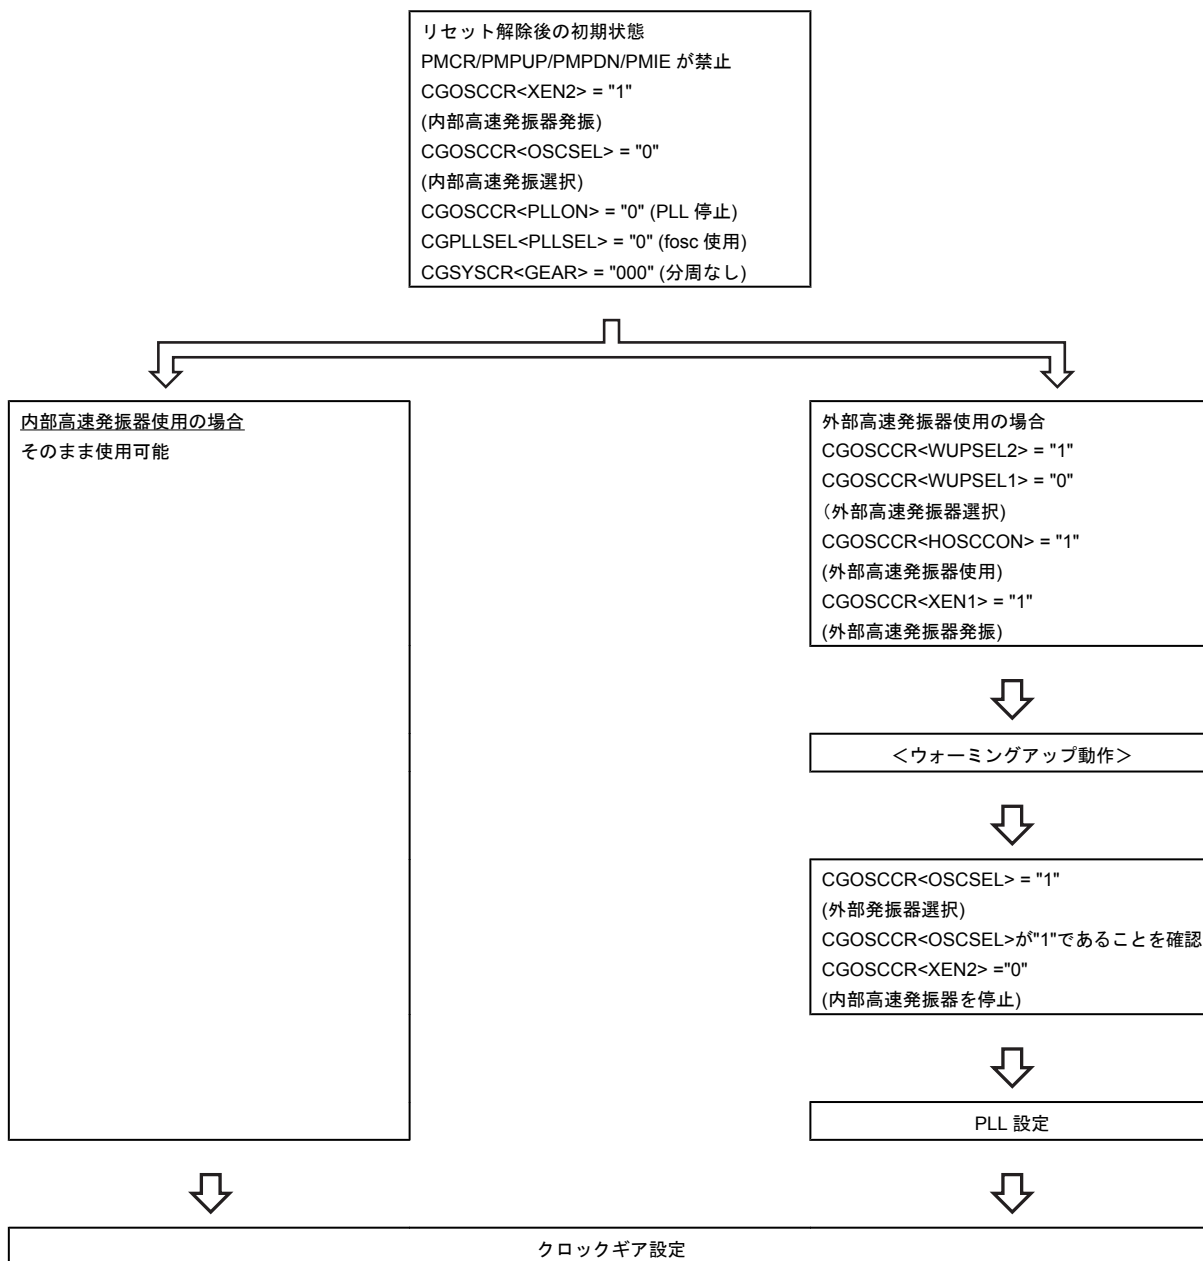 リセット解除後の初期状態
PMCR/PMPUP/PMPDN/PMIE が禁止
CGOSCCR<XEN2> = "1"
(内部高速発振器発振)
CGOSCCR<OSCSEL> = "0"
(内部高速発振選択)
CGOSCCR<PLLON> = "0" (PLL 停止)
CGPLLSEL<PLLSEL> = "0" (fosc 使用)
CGSYSCR<GEAR> = "000" (分周なし)
内部高速発振器使用の場合
そのまま使用可能
外部高速発振器使用の場合
CGOSCCR<WUPSEL2> = "1"
CGOSCCR<WUPSEL1> = "0"
（外部高速発振器選択)
CGOSCCR<HOSCCON> = "1"
(外部高速発振器使用)
CGOSCCR<XEN1> = "1"
(外部高速発振器発振)
＜ウォーミングアップ動作＞
CGOSCCR<OSCSEL> = "1"
(外部発振器選択)
CGOSCCR<OSCSEL>が"1"であることを確認
CGOSCCR<XEN2> ="0"
(内部高速発振器を停止)
PLL 設定
クロックギア設定